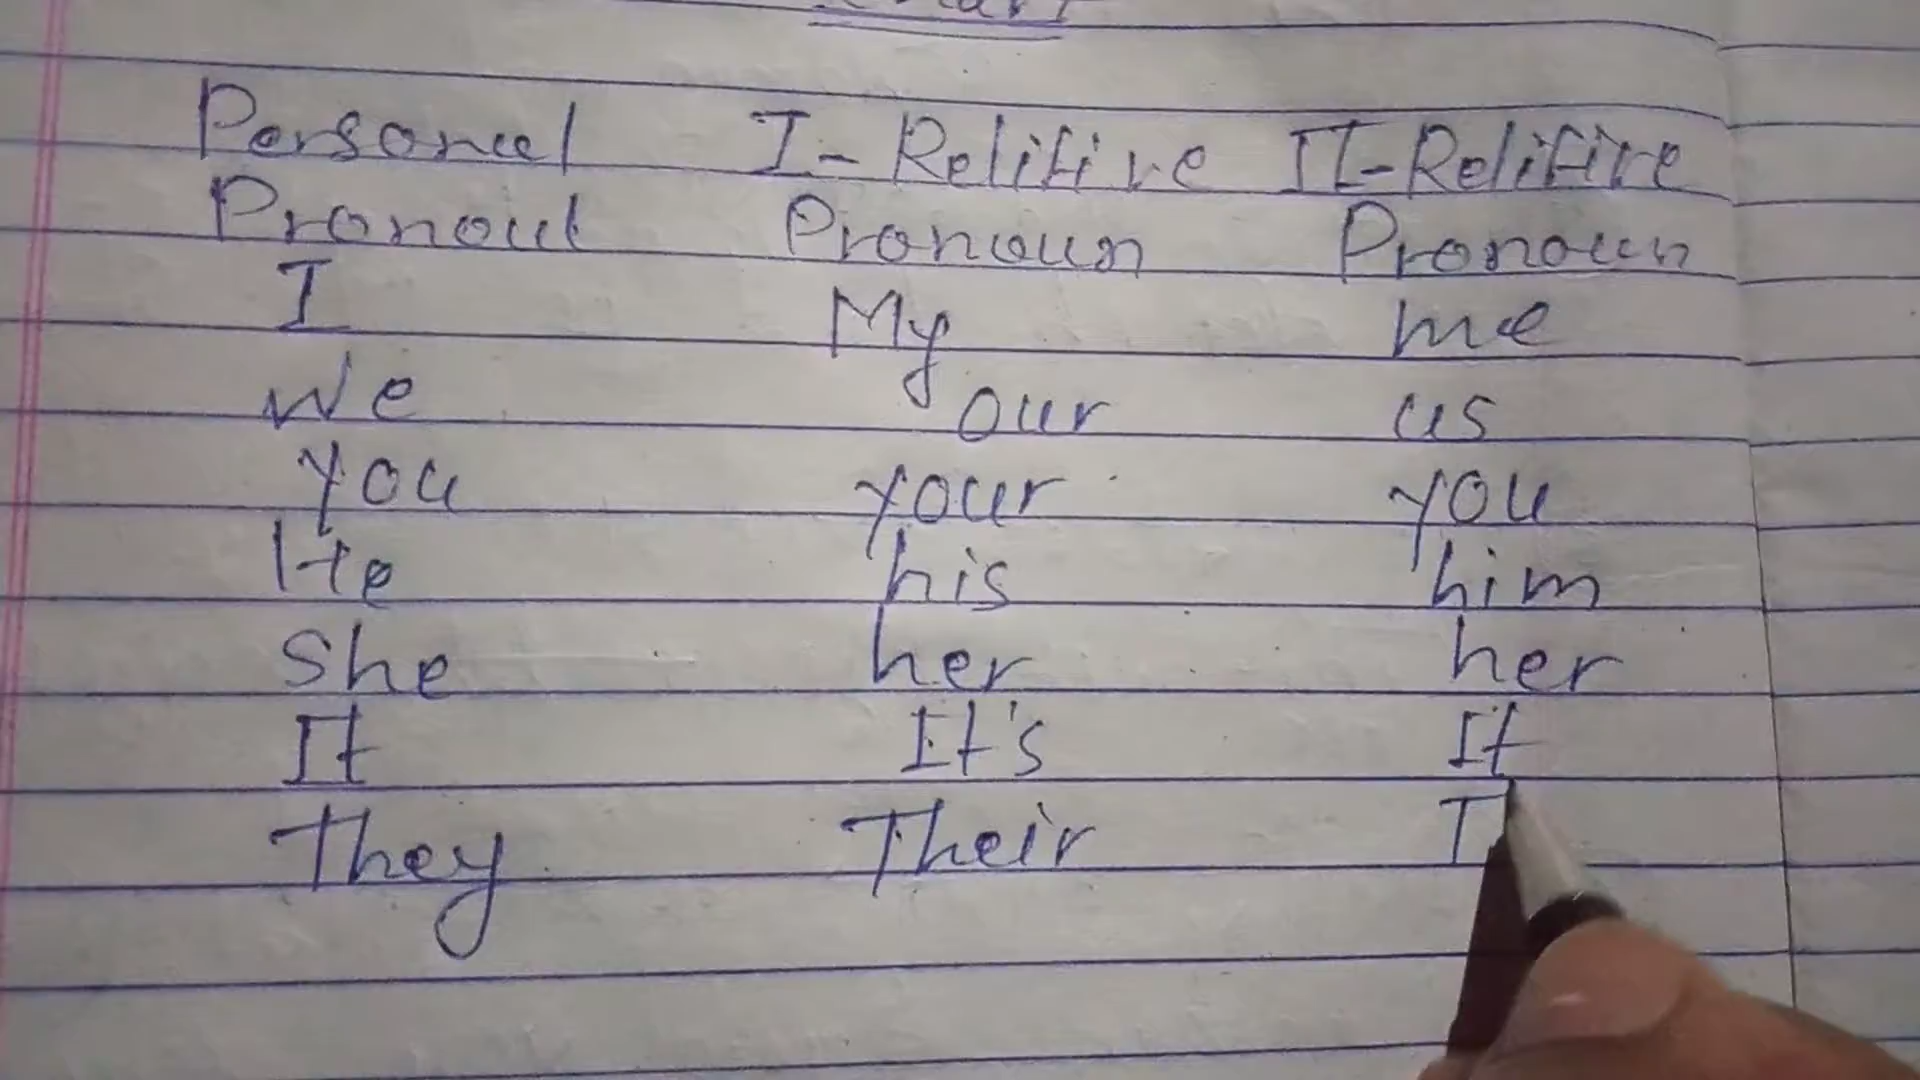 Personal I-Relitive II-Relitive
Pronoul Pronoun Pronoun
I My me
We our us
you your you
He his him
She her her
It It's It
They Their T